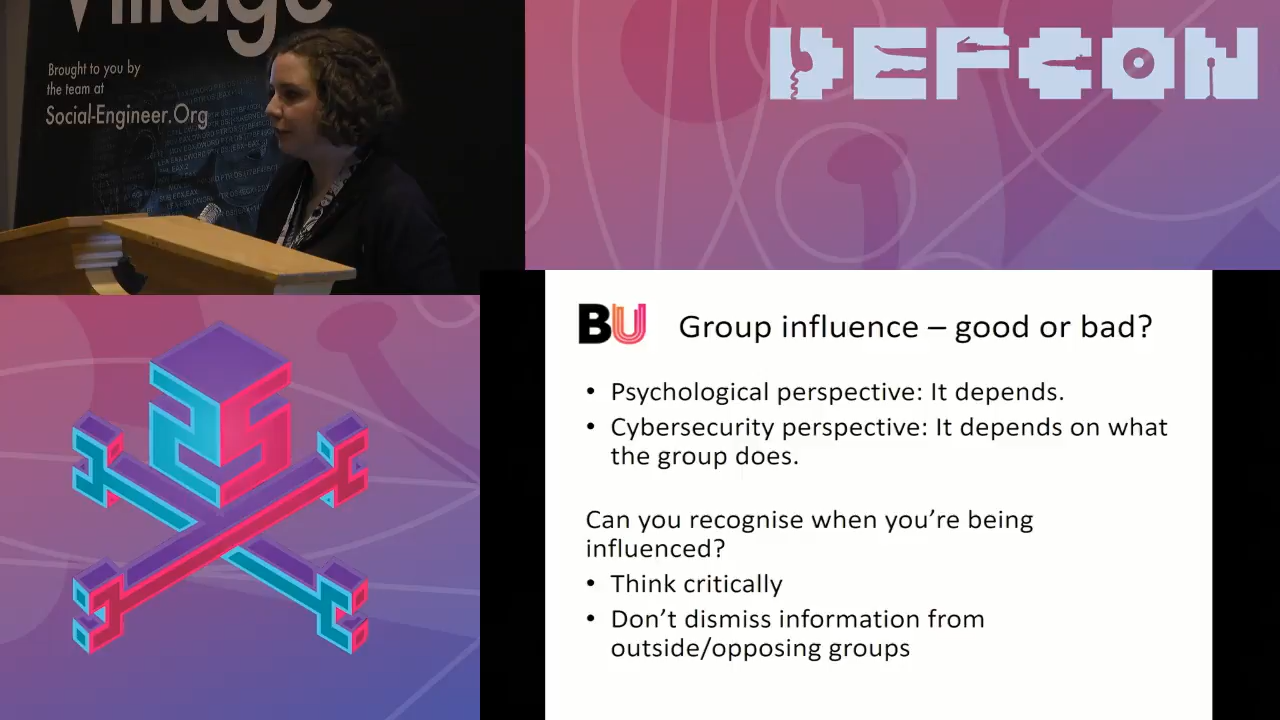 Village
Brought to you by
the team at
Social-Engineer.Org
DEFCON
25
BU
Group influence – good or bad?
• Psychological perspective: It depends.
• Cybersecurity perspective: It depends on what
the group does.
Can you recognise when you’re being
influenced?
• Think critically
• Don’t dismiss information from
outside/opposing groups